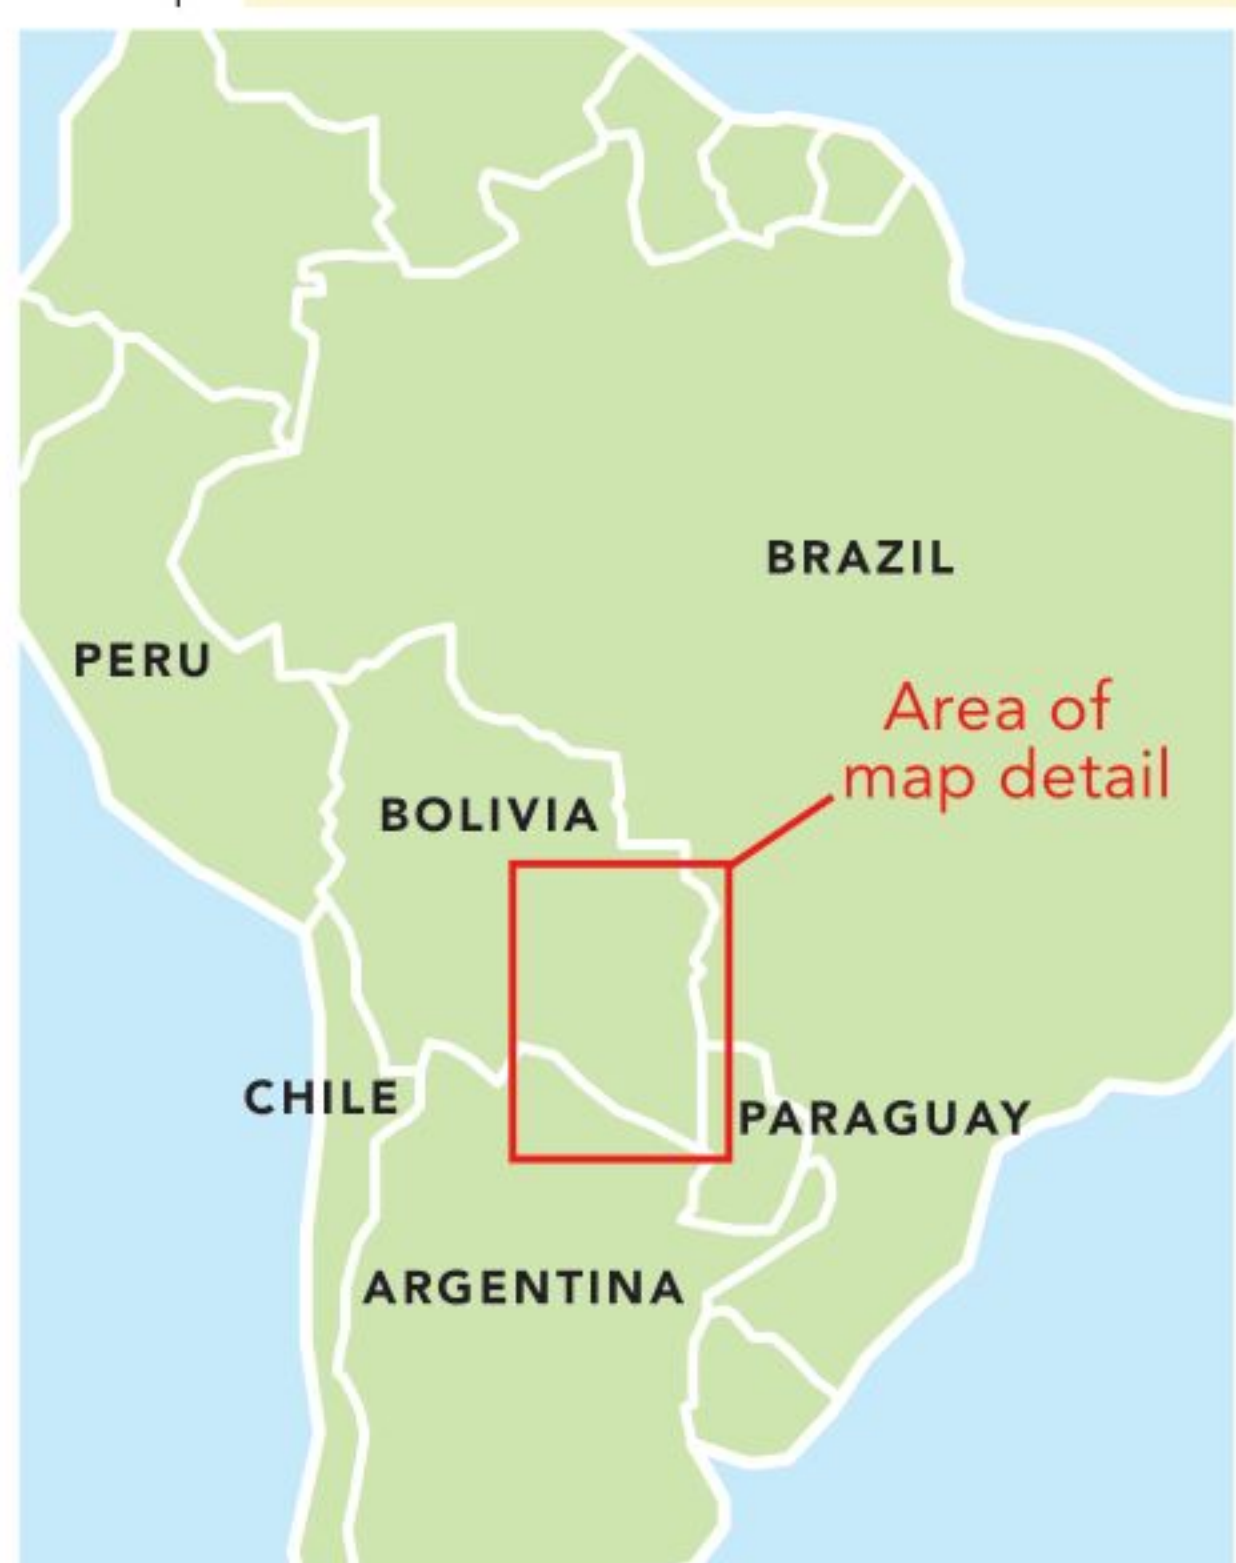 BRAZIL
PERU
Area of
map detail
BOLIVIA
CHILE
PARAGUAY
ARGENTINA